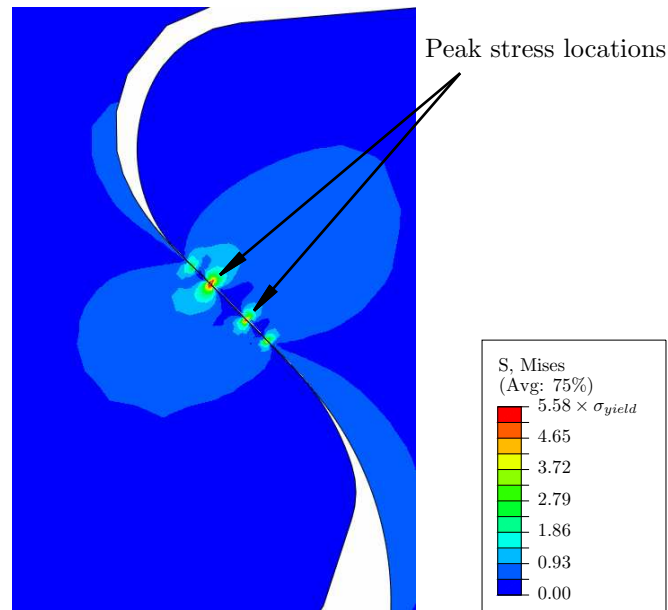 Peak stress locations
S, Mises
(Avg: 75%)
5.58 × σyield
4.65
3.72
2.79
1.86
0.93
0.00